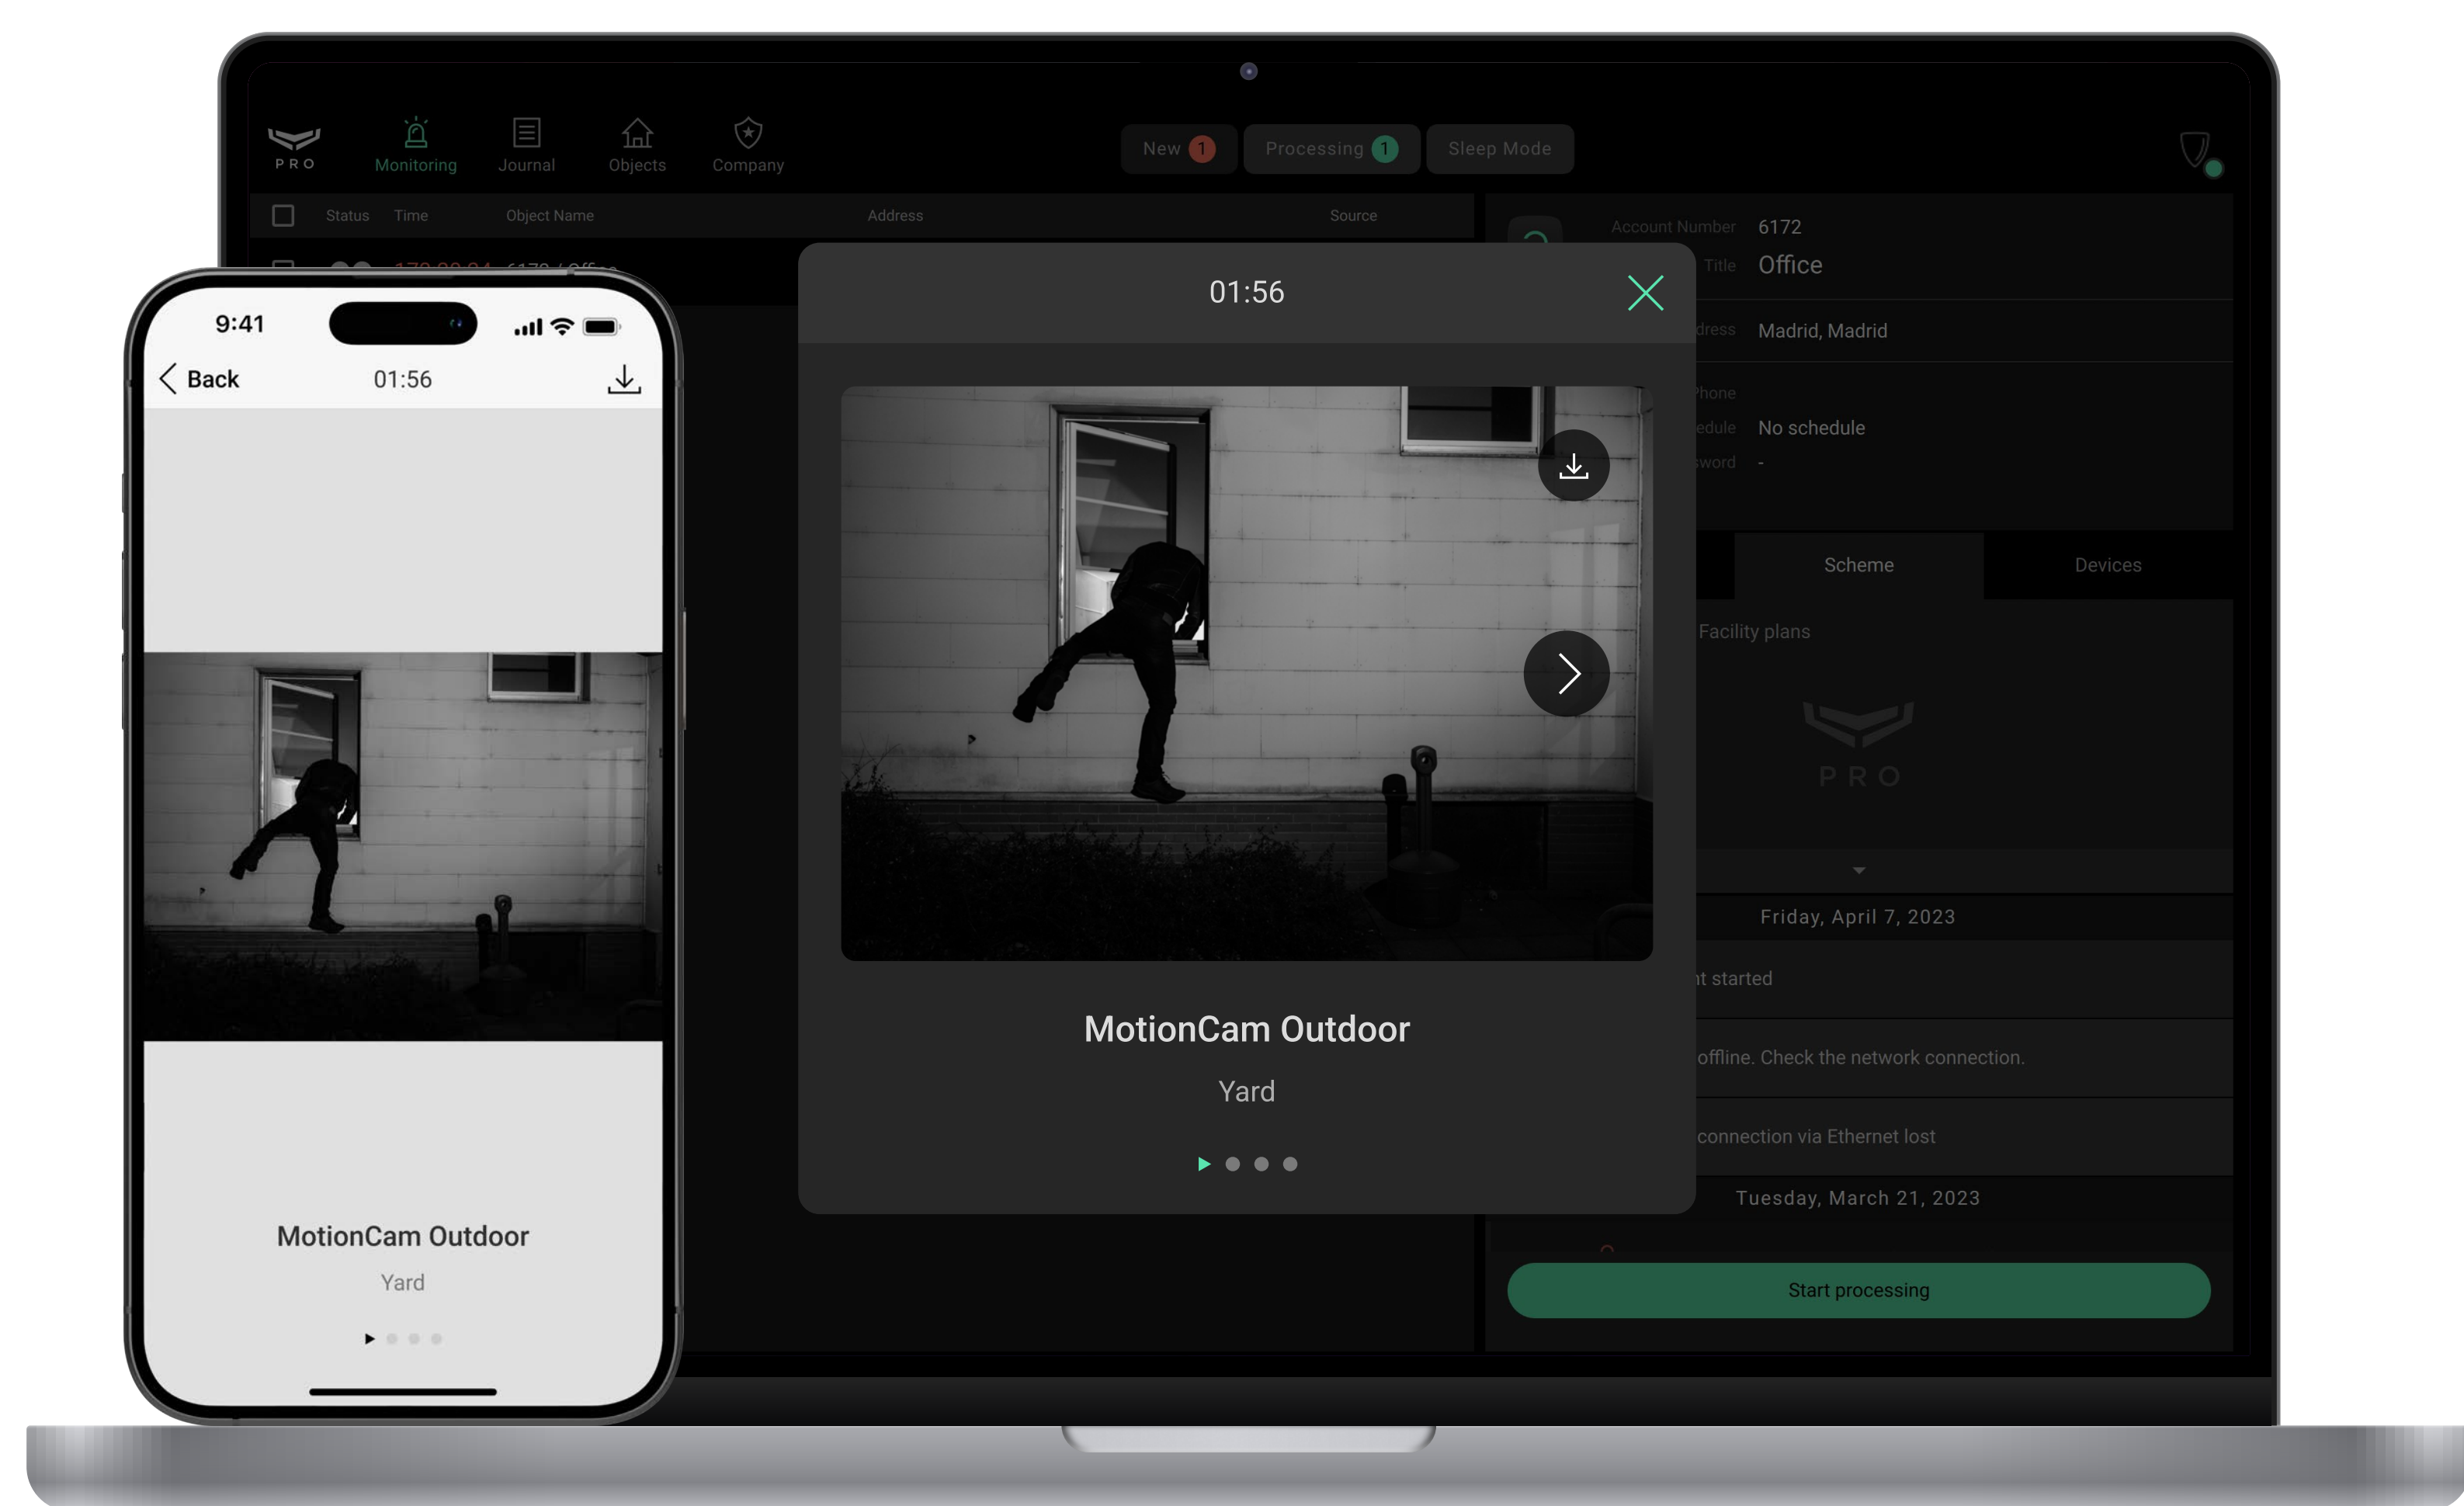 PRO
Monitoring
Journal
Objects
Company
New 1
Processing 1
Sleep Mode
Status
Time
Object Name
Address
Source
Account Number 6172
Title Office
Madrid, Madrid
No schedule
-
Scheme
Devices
Facility plans
PRO
Friday, April 7, 2023
started
offline. Check the network connection.
connection via Ethernet lost
Tuesday, March 21, 2023
Start processing
01:56
MotionCam Outdoor
Yard
9:41
Back
01:56
MotionCam Outdoor
Yard